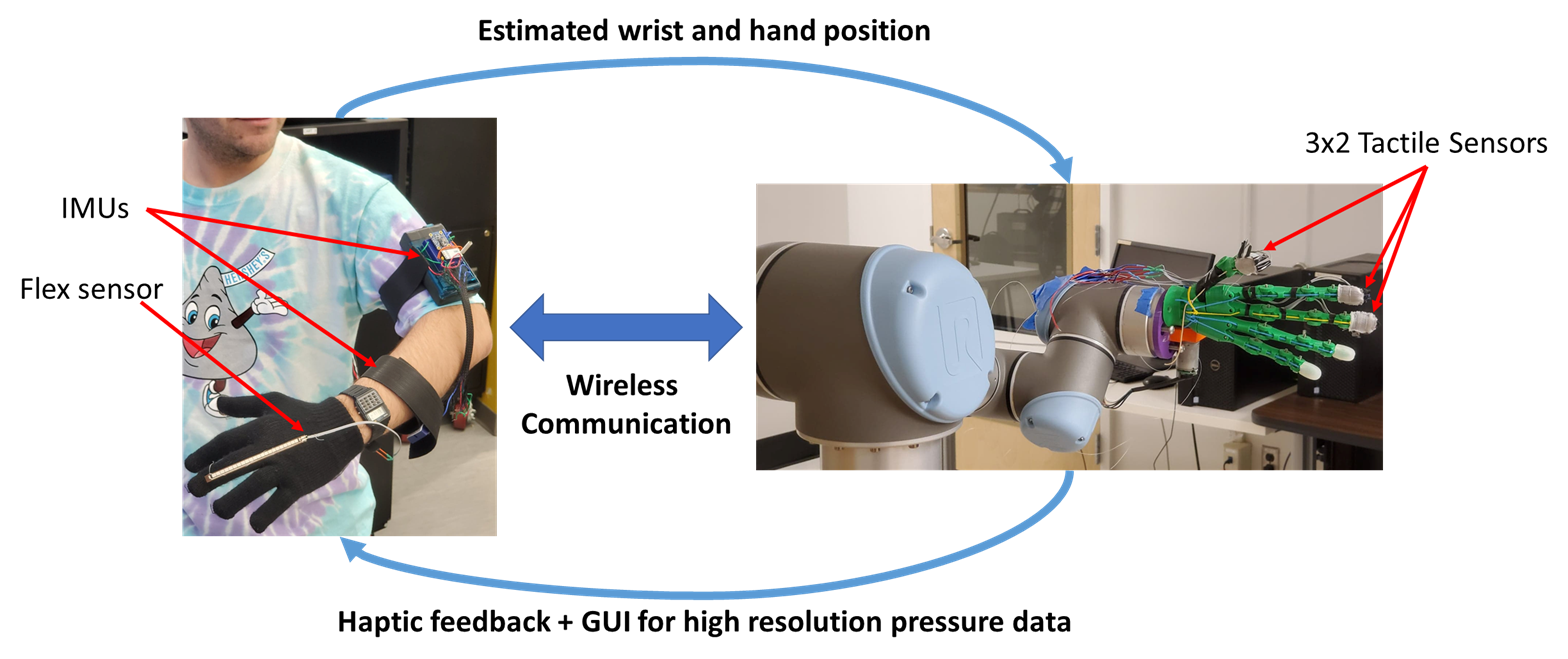 Estimated wrist and hand position
3x2 Tactile Sensors
IMUs
HERSHEY'S
Flex sensor
Wireless
Communication
Haptic feedback + GUI for high resolution pressure data